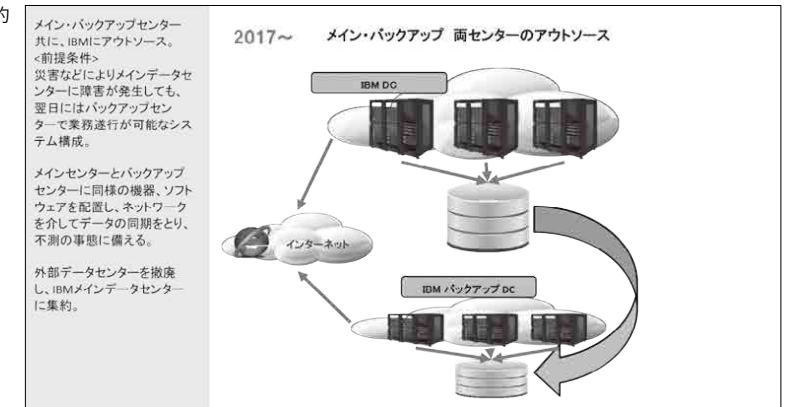 約
メイン・バックアップセンター
共に、IBMにアウトソース。
<前提条件>
災害などによりメインデータセ
ンターに障害が発生しても、
翌日にはバックアップセン
ターで業務遂行が可能なシス
テム構成。
メインセンターとバックアップ
センターに同様の機器、ソフト
ウェアを配置し、ネットワーク
を介してデータの同期をとり、
不測の事態に備える。
外部データセンターを撤廃
し、IBMメインデーターセンター
に集約。
2017～ メイン・バックアップ 両センターのアウトソース
IBM DC
インターネット
IBM バックアップ DC